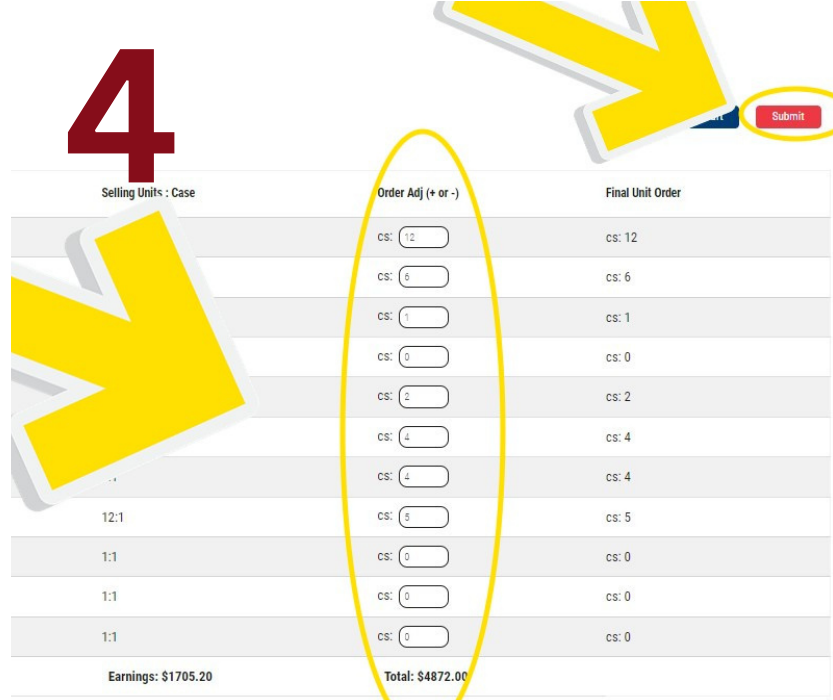 4
Submit
Selling Units : Case Order Adj (+ or -) Final Unit Order
cs: 12 cs: 12
cs: 6 cs: 6
cs: 1 cs: 1
cs: 0 cs: 0
cs: 2 cs: 2
cs: 4 cs: 4
cs: 4 cs: 4
12:1 cs: 5 cs: 5
1:1 cs: 0 cs: 0
1:1 cs: 0 cs: 0
1:1 cs: 0 cs: 0
Earnings: $1705.20 Total: $4872.00